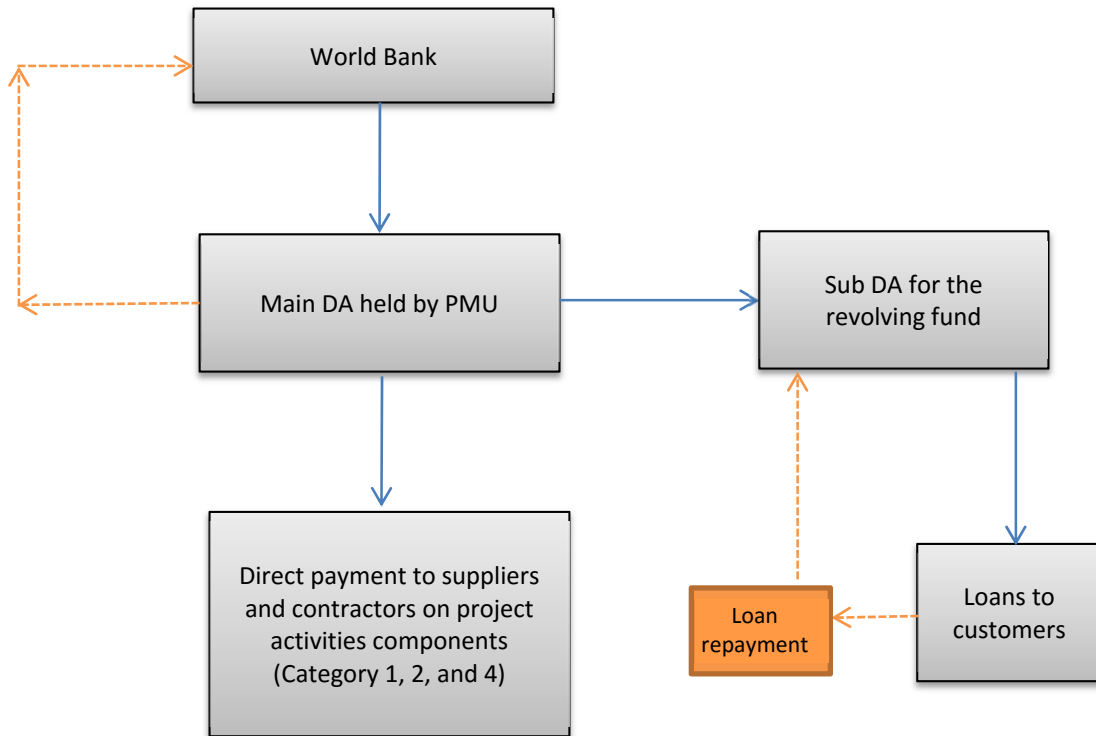 World Bank
Main DA held by PMU
Sub DA for the
revolving fund
Direct payment to suppliers
and contractors on project
activities components
(Category 1, 2, and 4)
Loan
repayment
Loans to
customers